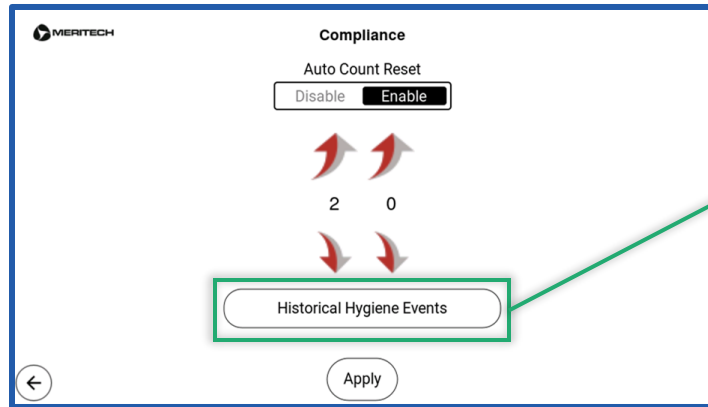 MERITECH
Compliance
Auto Count Reset
Disable Enable
2 0
Historical Hygiene Events
Apply